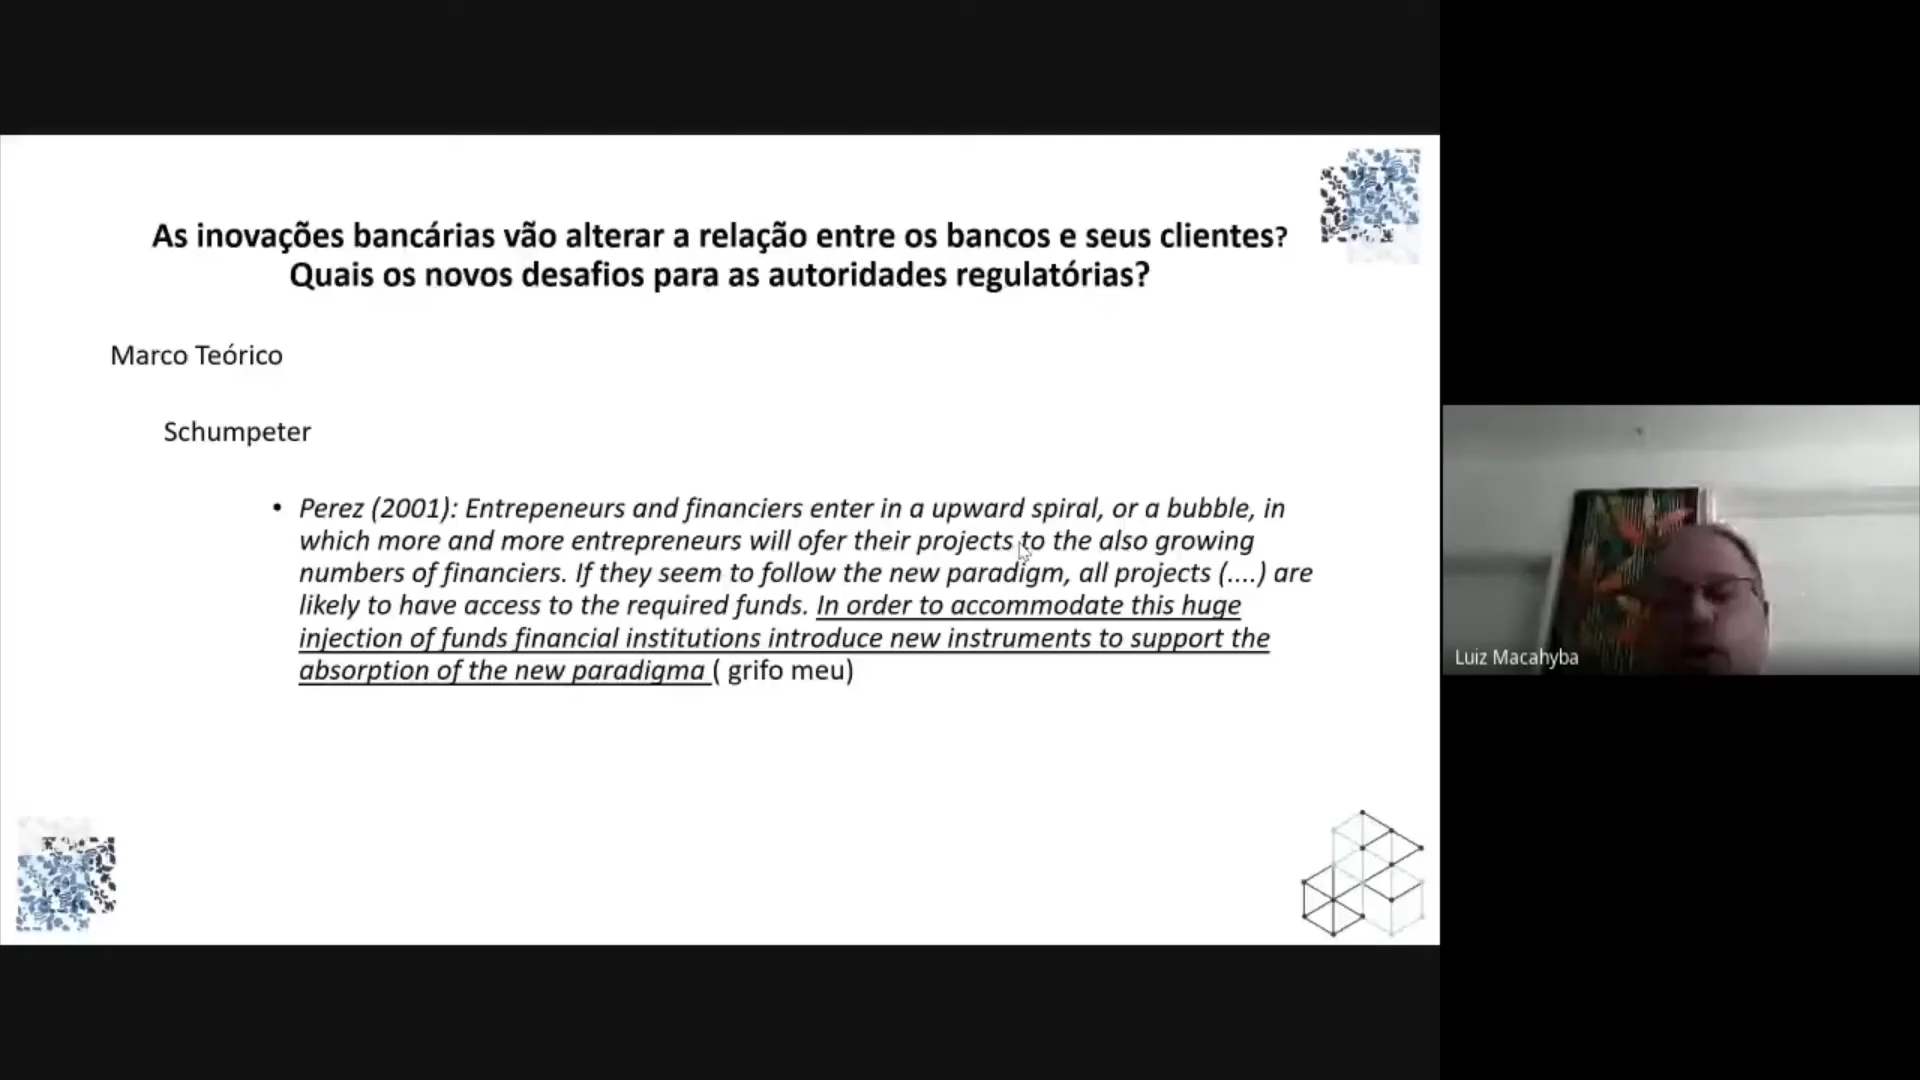 As inovações bancárias vão alterar a relação entre os bancos e seus clientes?
Quais os novos desafios para as autoridades regulatórias?
Marco Teórico
Schumpeter
• Perez (2001): Entrepeneurs and financiers enter in a upward spiral, or a bubble, in
which more and more entrepreneurs will ofer their projects to the also growing
numbers of financiers. If they seem to follow the new paradigm, all projects (....) are
likely to have access to the required funds. In order to accommodate this huge
injection of funds financial institutions introduce new instruments to support the
absorption of the new paradigma ( grifo meu)
Luiz Macahyba